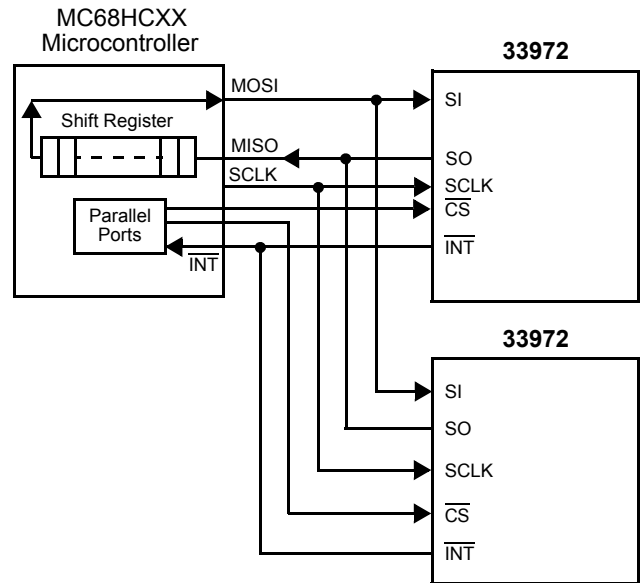 MC68HCXX
Microcontroller
33972
MOSI
SI
Shift Register
MISO
SO
SCLK
SCLK
CS
Parallel
Ports
INT
INT
33972
SI
SO
SCLK
CS
INT